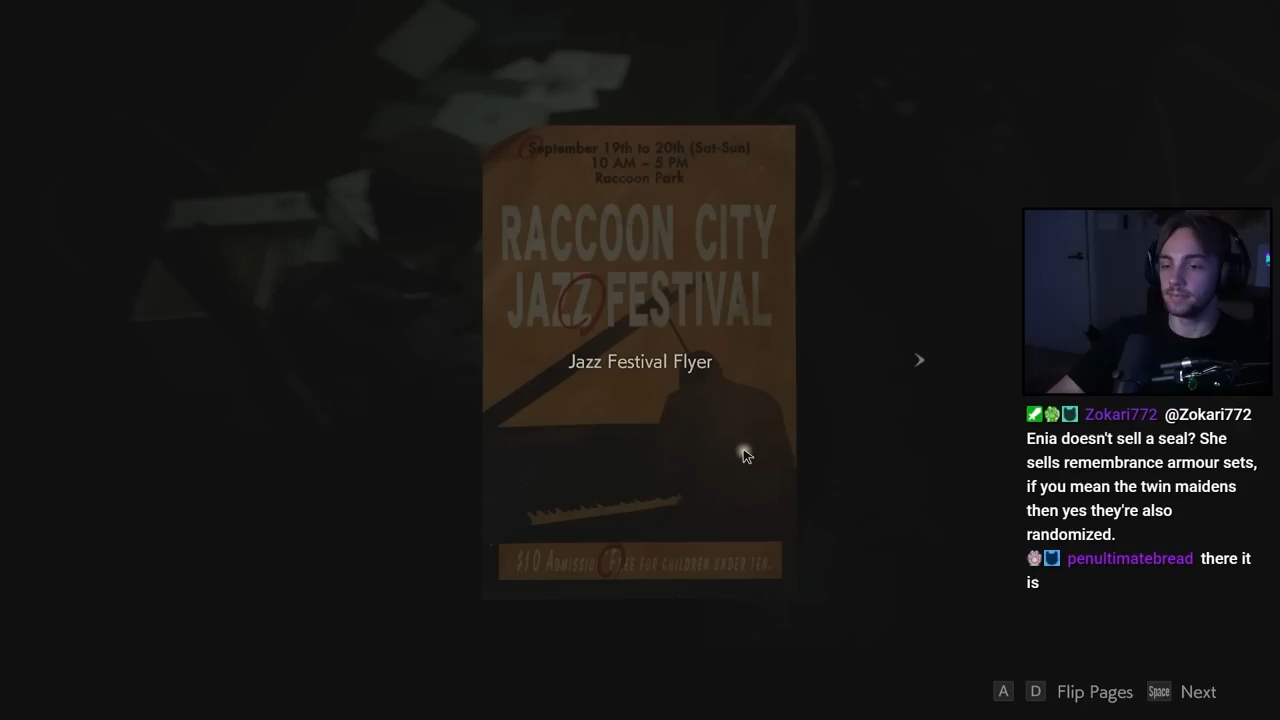 September 19th to 20th (Sat-Sun)
10 AM – 5 PM
Raccoon Park
RACCOON CITY
JAZZ FESTIVAL
Jazz Festival Flyer
$10 Admission Free for children under ten.
Zokari772 @Zokari772
Enia doesn't sell a seal? She
sells remembrance armour sets,
if you mean the twin maidens
then yes they're also
randomized.
penultimatebread there it
is
A D Flip Pages Space Next